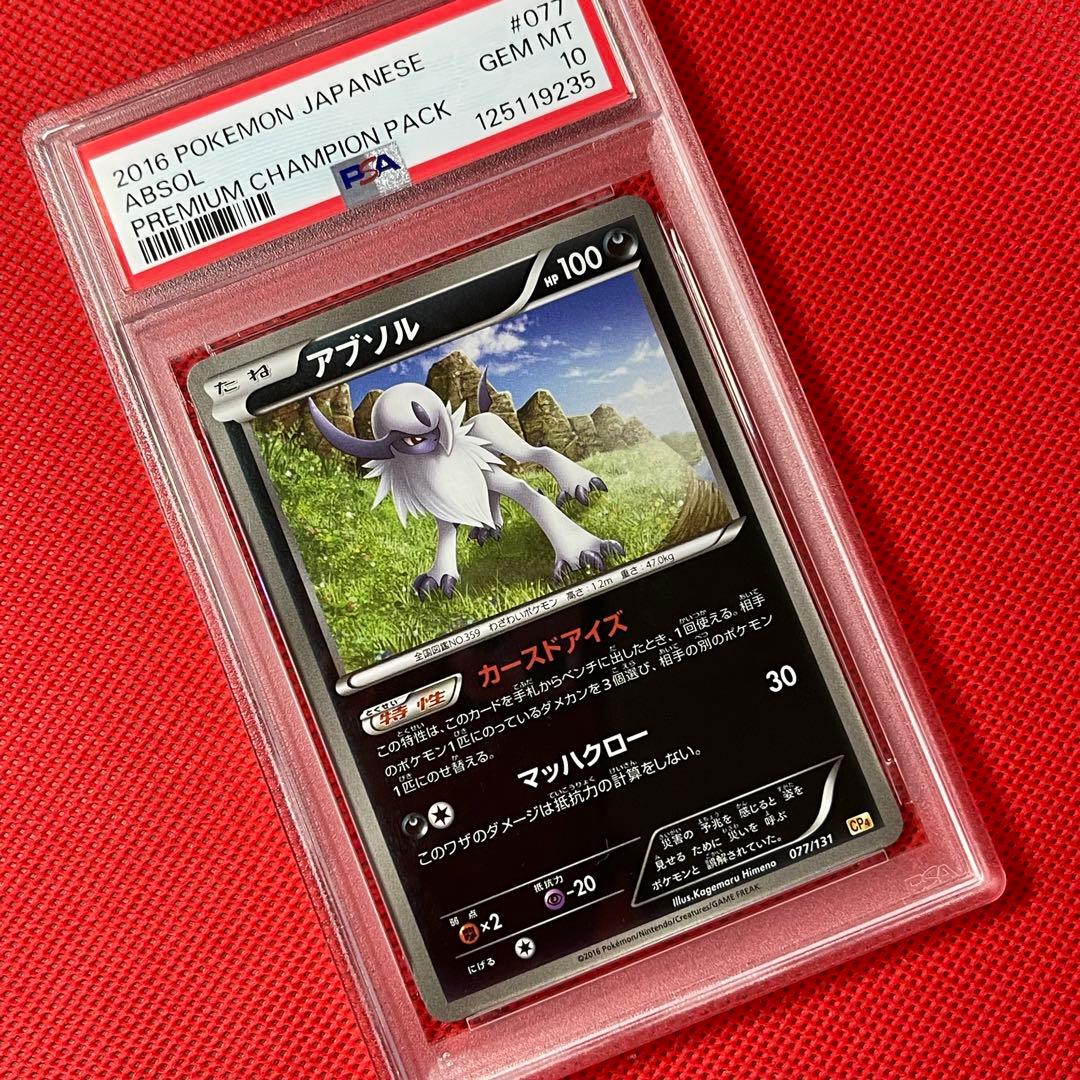 2016 POKEMON JAPANESE #077
ABSOL GEM MT
PREMIUM CHAMPION PACK 10
PSA 125119235
たね アブソル HP100
全国図鑑NO.359 わざわいポケモン 高さ:1.2m 重さ:47.0kg
とくせい
特性 カースドアイズ
この特性は、このカードを手札からベンチに出したとき、1回使える。相手
のポケモン1匹にのっているダメカンを3個選び、相手の別のポケモン
1匹にのせ替える。
マッハクロー 30
このワザのダメージは抵抗力の計算をしない。
弱点 抵抗力
×2 -20
にげる
災害の 予兆を 感じると 姿を
見せるために 災いを 呼ぶ
ポケモンと 誤解されていた。
Illus.Kagemaru Himeno 077/131 CP4
©2016 Pokémon/Nintendo/Creatures/GAME FREAK.
PSA